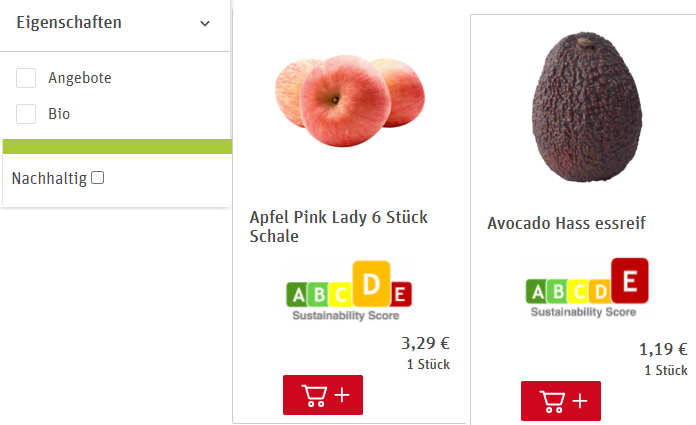 Eigenschaften
Angebote
Bio
Nachhaltig
Apfel Pink Lady 6 Stück
Schale
A B C D E
Sustainability Score
3,29 €
1 Stück
Avocado Hass essreif
A B C D E
Sustainability Score
1,19 €
1 Stück